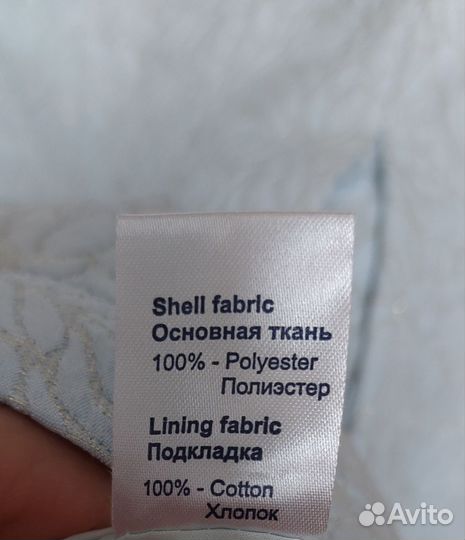 Shell fabric
Основная ткань
100% - Polyester
Полиэстер
Lining fabric
Подкладка
100% - Cotton
Хлопок
Avito